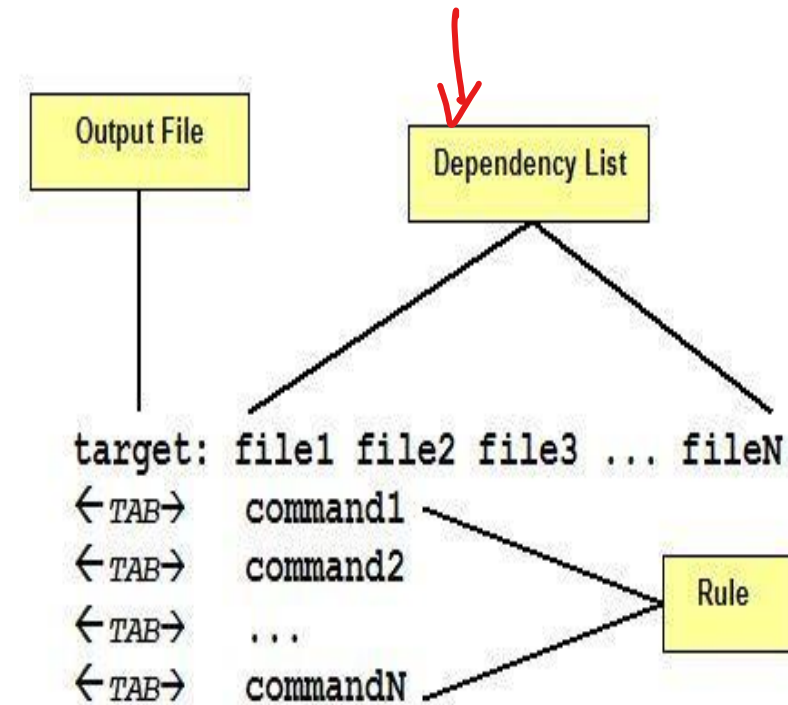 Output File
Dependency List
target: file1 file2 file3 ... fileN
←TAB→ command1
←TAB→ command2
Rule
←TAB→ ...
←TAB→ commandN